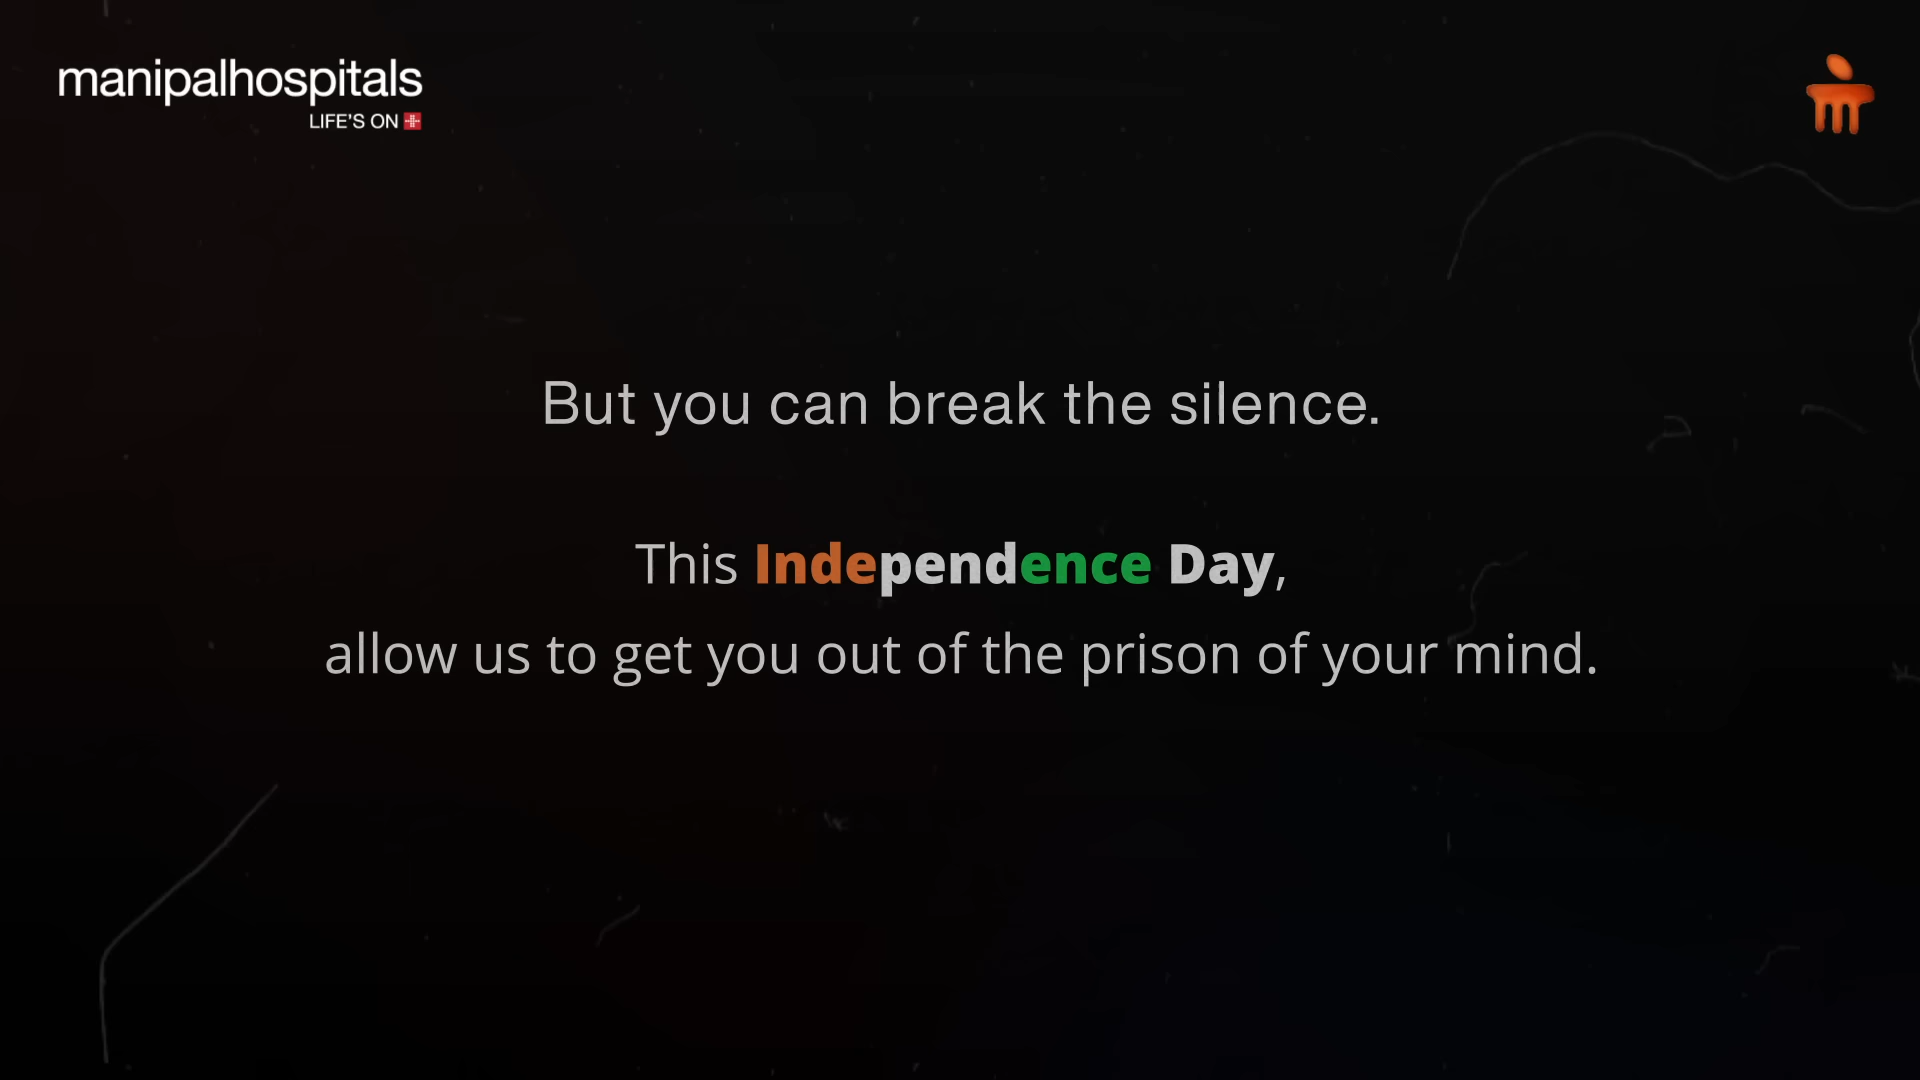 manipalhospitals
LIFE'S ON
But you can break the silence.
This Independence Day,
allow us to get you out of the prison of your mind.